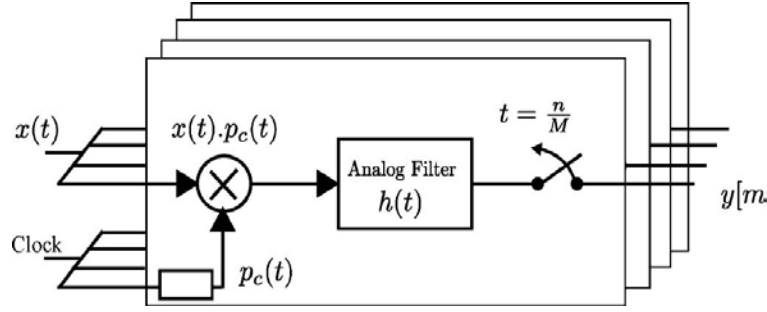 x(t)
x(t).p_c(t)
t = n/M
Analog Filter
h(t)
y[m
Clock
p_c(t)